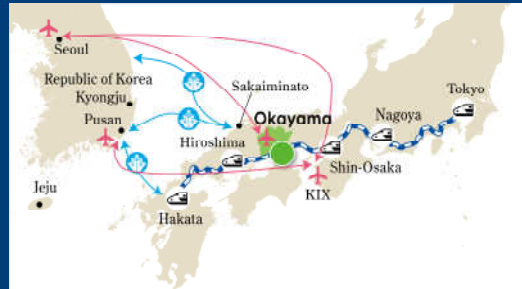 Seoul
Republic of Korea
Kyongju
Pusan
Jeju
Sakaiminato
Okayama
Hiroshima
Hakata
Tokyo
Nagoya
Shin-Osaka
KIX